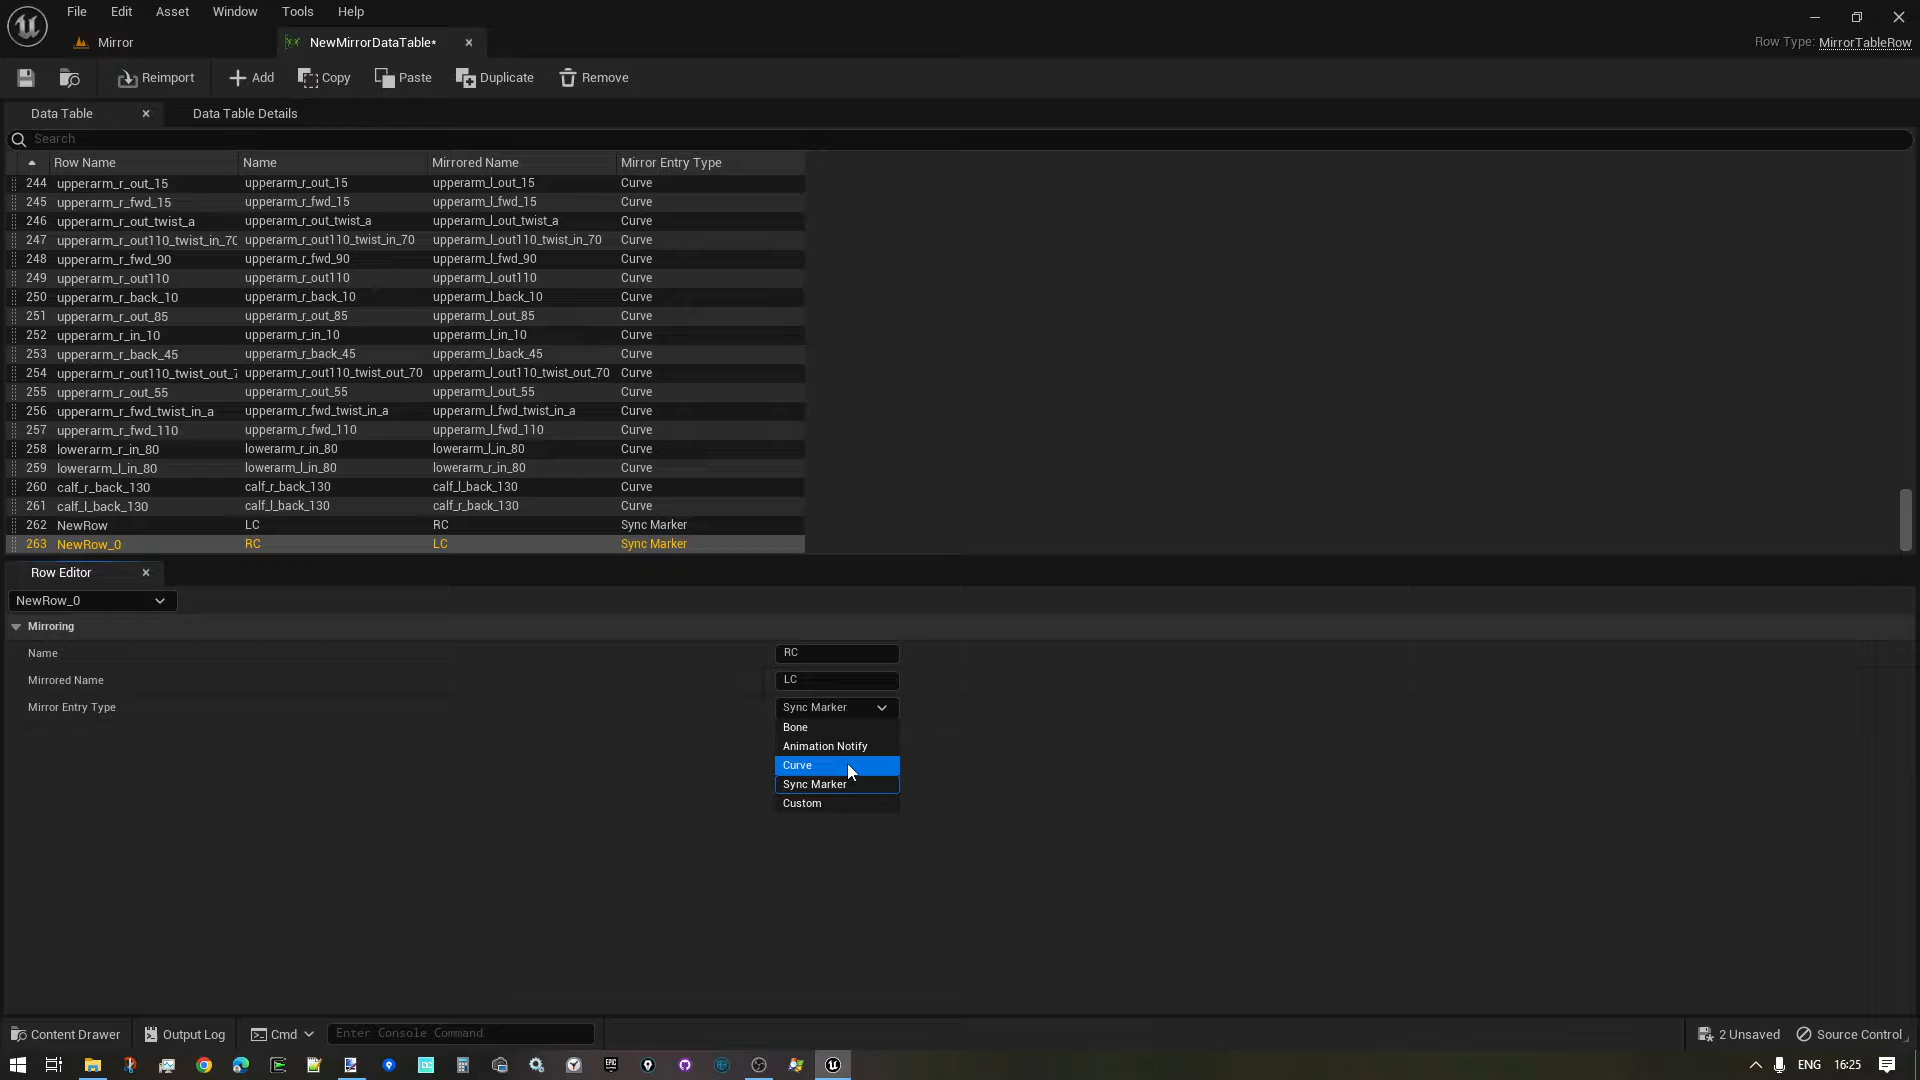 File Edit Asset Window Tools Help
Mirror NewMirrorDataTable*
Row Type: MirrorTableRow
Reimport Add Copy Paste Duplicate Remove
Data Table Data Table Details
Search
Row Name Name Mirrored Name Mirror Entry Type
244 upperarm_r_out_15 upperarm_r_out_15 upperarm_l_out_15 Curve
245 upperarm_r_fwd_15 upperarm_r_fwd_15 upperarm_l_fwd_15 Curve
246 upperarm_r_out_twist_a upperarm_r_out_twist_a upperarm_l_out_twist_a Curve
247 upperarm_r_out110_twist_in_70 upperarm_r_out110_twist_in_70 upperarm_l_out110_twist_in_70 Curve
248 upperarm_r_fwd_90 upperarm_r_fwd_90 upperarm_l_fwd_90 Curve
249 upperarm_r_out110 upperarm_r_out110 upperarm_l_out110 Curve
250 upperarm_r_back_10 upperarm_r_back_10 upperarm_l_back_10 Curve
251 upperarm_r_out_85 upperarm_r_out_85 upperarm_l_out_85 Curve
252 upperarm_r_in_10 upperarm_r_in_10 upperarm_l_in_10 Curve
253 upperarm_r_back_45 upperarm_r_back_45 upperarm_l_back_45 Curve
254 upperarm_r_out110_twist_out_7 upperarm_r_out110_twist_out_70 upperarm_l_out110_twist_out_70 Curve
255 upperarm_r_out_55 upperarm_r_out_55 upperarm_l_out_55 Curve
256 upperarm_r_fwd_twist_in_a upperarm_r_fwd_twist_in_a upperarm_l_fwd_twist_in_a Curve
257 upperarm_r_fwd_110 upperarm_r_fwd_110 upperarm_l_fwd_110 Curve
258 lowerarm_r_in_80 lowerarm_r_in_80 lowerarm_l_in_80 Curve
259 lowerarm_l_in_80 lowerarm_l_in_80 lowerarm_r_in_80 Curve
260 calf_r_back_130 calf_r_back_130 calf_l_back_130 Curve
261 calf_l_back_130 calf_l_back_130 calf_r_back_130 Curve
262 NewRow LC RC Sync Marker
263 NewRow_0 RC LC Sync Marker
Row Editor
NewRow_0
Mirroring
Name RC
Mirrored Name LC
Mirror Entry Type Sync Marker
Bone
Animation Notify
Curve
Sync Marker
Custom
Content Drawer Output Log Cmd Enter Console Command 2 Unsaved Source Control
EPIC ENG 16:25